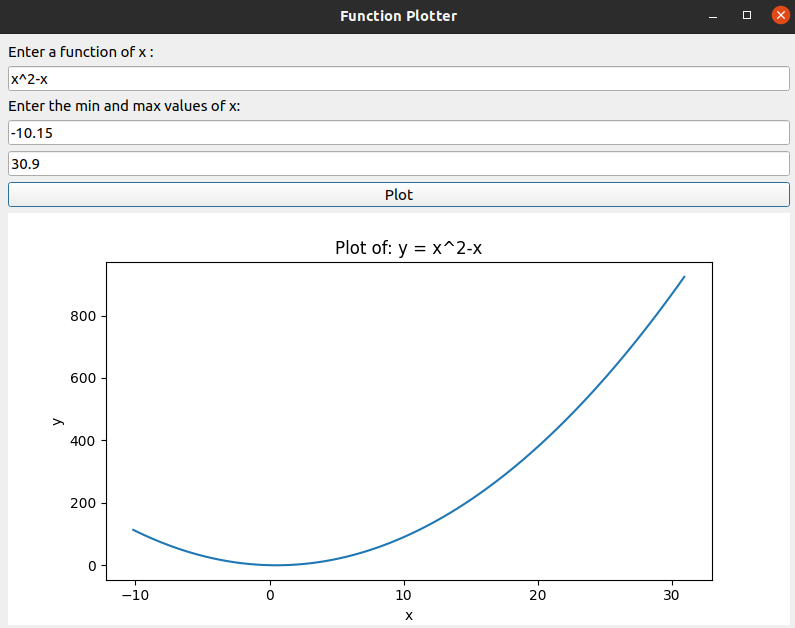 Function Plotter
Enter a function of x :
x^2-x
Enter the min and max values of x:
-10.15
30.9
Plot
Plot of: y = x^2-x
800
600
400
200
0
y
−10 0 10 20 30
x